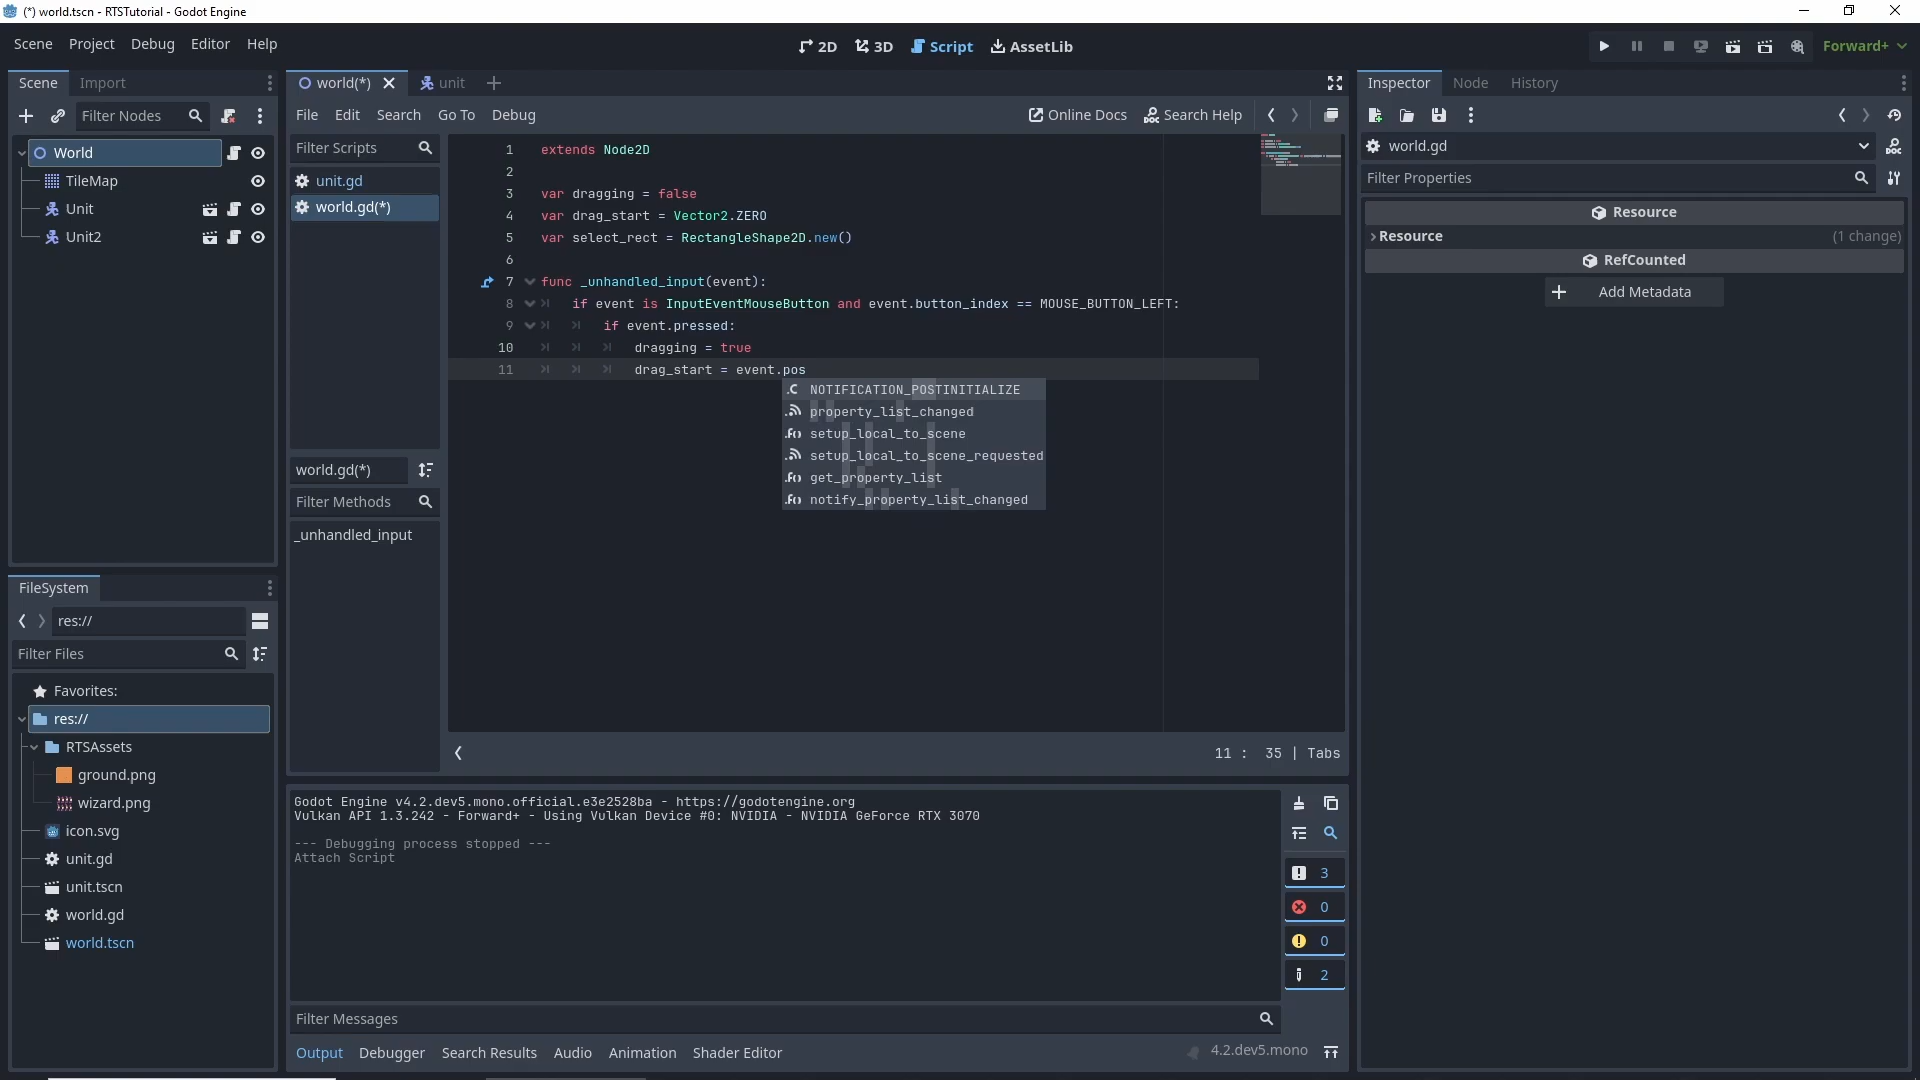 (*) world.tscn - RTSTutorial - Godot Engine
Scene Project Debug Editor Help
2D 3D Script AssetLib
Forward+
Scene Import
Filter Nodes
World
TileMap
Unit
Unit2
FileSystem
res://
Filter Files
Favorites:
res://
RTSAssets
ground.png
wizard.png
icon.svg
unit.gd
unit.tscn
world.gd
world.tscn
world(*) unit
File Edit Search Go To Debug
Online Docs Search Help
Filter Scripts
unit.gd
world.gd(*)
world.gd(*)
Filter Methods
_unhandled_input
1 extends Node2D
2
3 var dragging = false
4 var drag_start = Vector2.ZERO
5 var select_rect = RectangleShape2D.new()
6
7 func _unhandled_input(event):
8 if event is InputEventMouseButton and event.button_index == MOUSE_BUTTON_LEFT:
9 if event.pressed:
10 dragging = true
11 drag_start = event.pos
.C NOTIFICATION_POSTINITIALIZE
property_list_changed
setup_local_to_scene
setup_local_to_scene_requested
get_property_list
notify_property_list_changed
11 : 35 | Tabs
Godot Engine v4.2.dev5.mono.official.e3e2528ba - https://godotengine.org
Vulkan API 1.3.242 - Forward+ - Using Vulkan Device #0: NVIDIA - NVIDIA GeForce RTX 3070
--- Debugging process stopped ---
Attach Script
3
0
0
2
Filter Messages
Output Debugger Search Results Audio Animation Shader Editor
4.2.dev5.mono
Inspector Node History
world.gd
Filter Properties
Resource
Resource (1 change)
RefCounted
Add Metadata